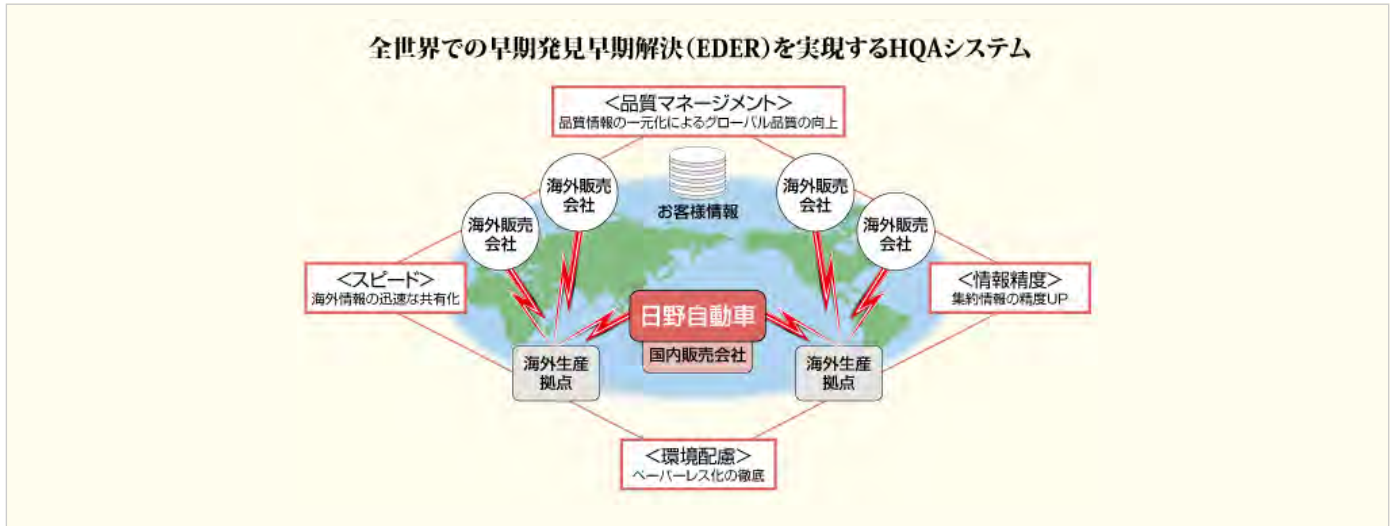 全世界での早期発見早期解決(EDER)を実現するHQAシステム
＜品質マネージメント＞
品質情報の一元化によるグローバル品質の向上
海外販売
会社
海外販売
会社
お客様情報
海外販売
会社
海外販売
会社
＜スピード＞
海外情報の迅速な共有化
＜情報精度＞
集約情報の精度UP
日野自動車
国内販売会社
海外生産
拠点
海外生産
拠点
＜環境配慮＞
ペーパーレス化の徹底